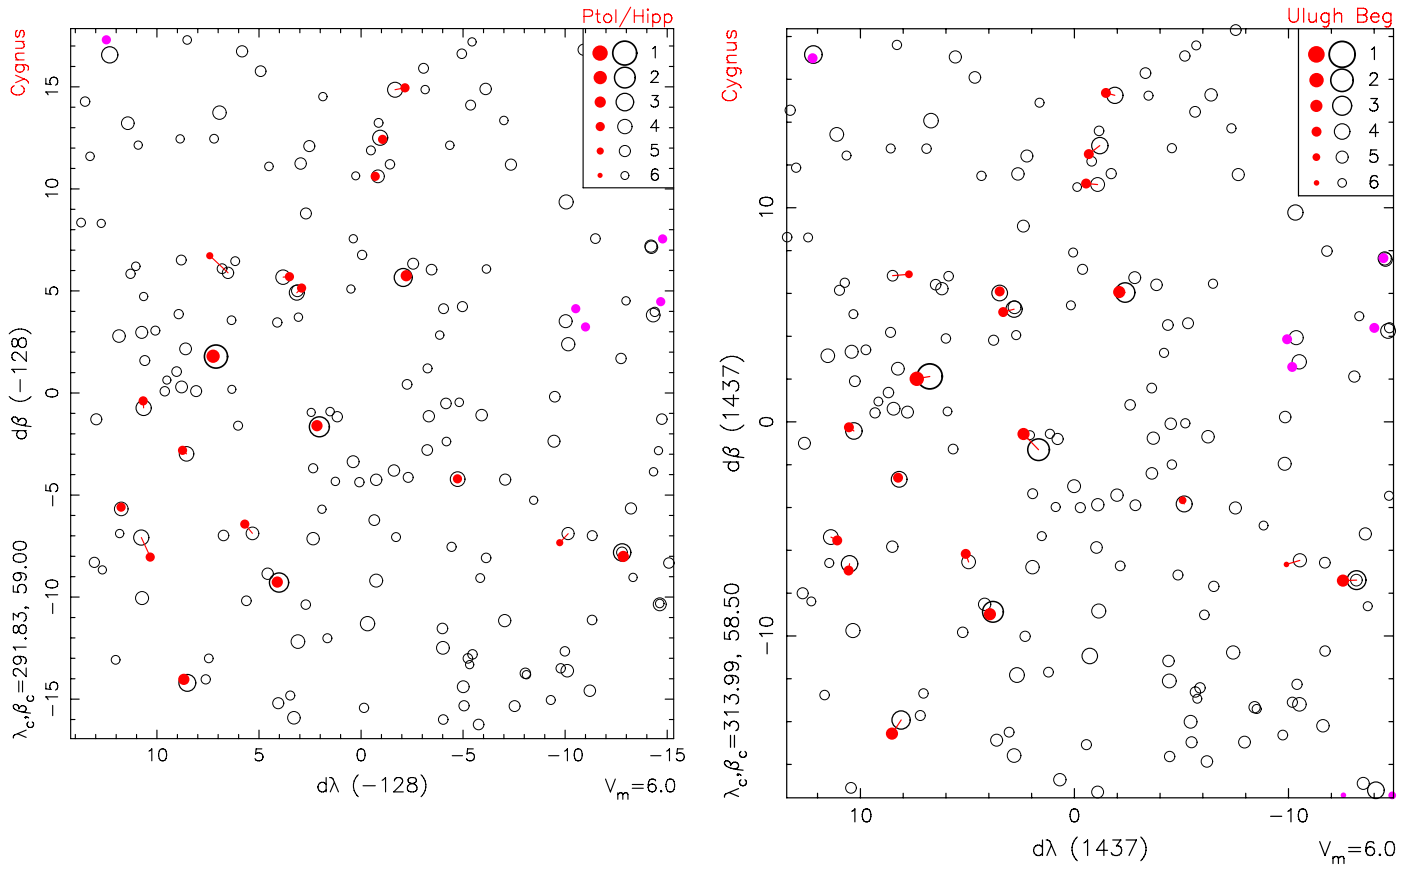 Ptol/Hipp
Cygnus
1
2
3
4
5
6
15
10
5
0
−5
−10
−15
dβ (−128)
λc,βc=291.83, 59.00
10
5
0
−5
−10
−15
dλ (−128)
Vm=6.0
Ulugh Beg
Cygnus
1
2
3
4
5
6
10
0
−10
dβ (1437)
λc,βc=313.99, 58.50
10
0
−10
dλ (1437)
Vm=6.0